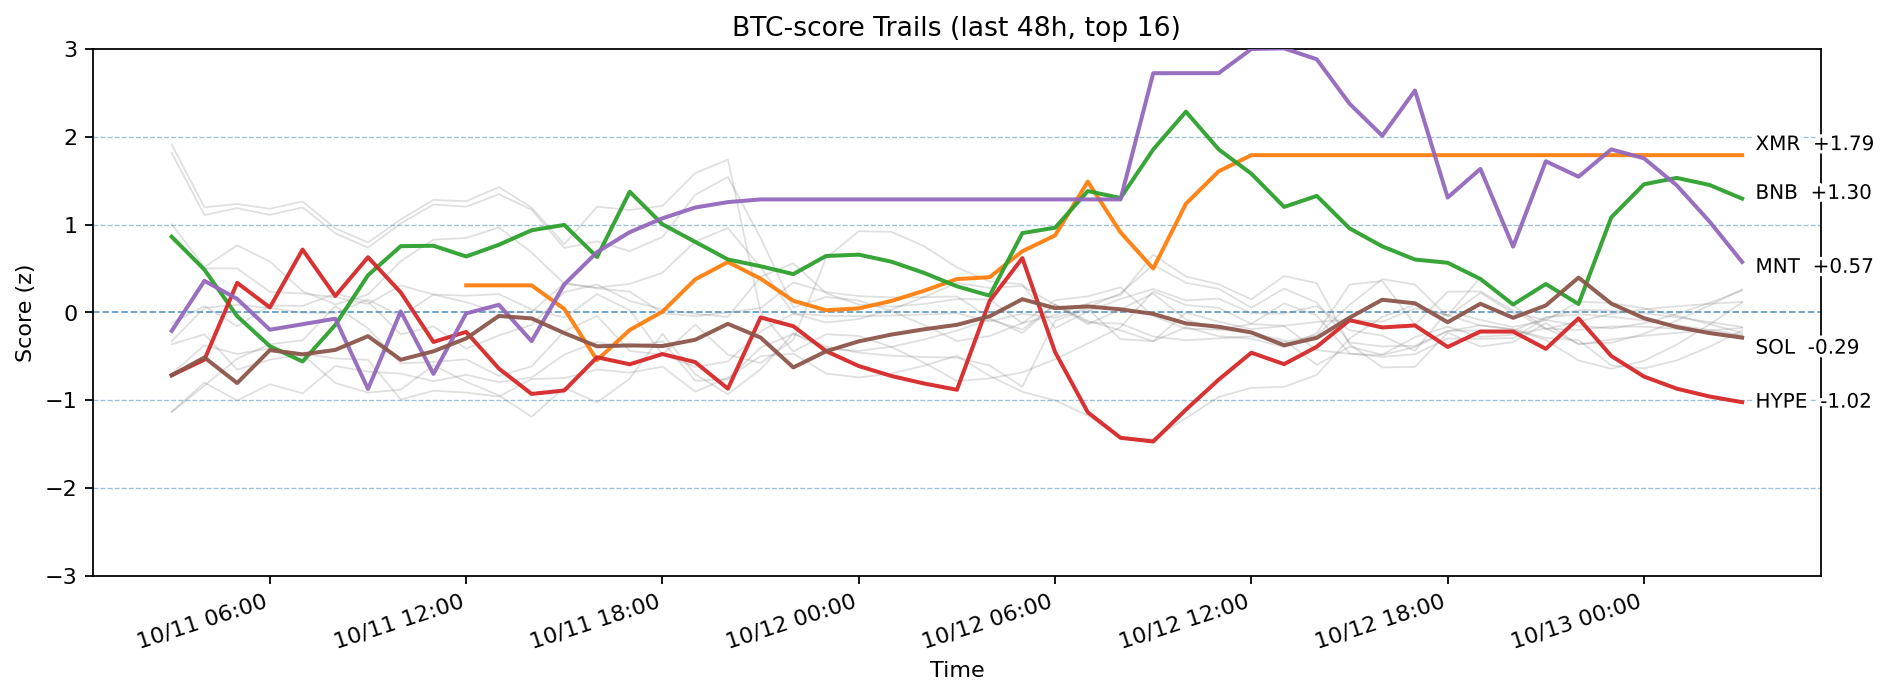 BTC-score Trails (last 48h, top 16)
Score (z)
3
2
1
0
−1
−2
−3
XMR +1.79
BNB +1.30
MNT +0.57
SOL -0.29
HYPE -1.02
10/11 06:00
10/11 12:00
10/11 18:00
10/12 00:00
10/12 06:00
10/12 12:00
10/12 18:00
10/13 00:00
Time